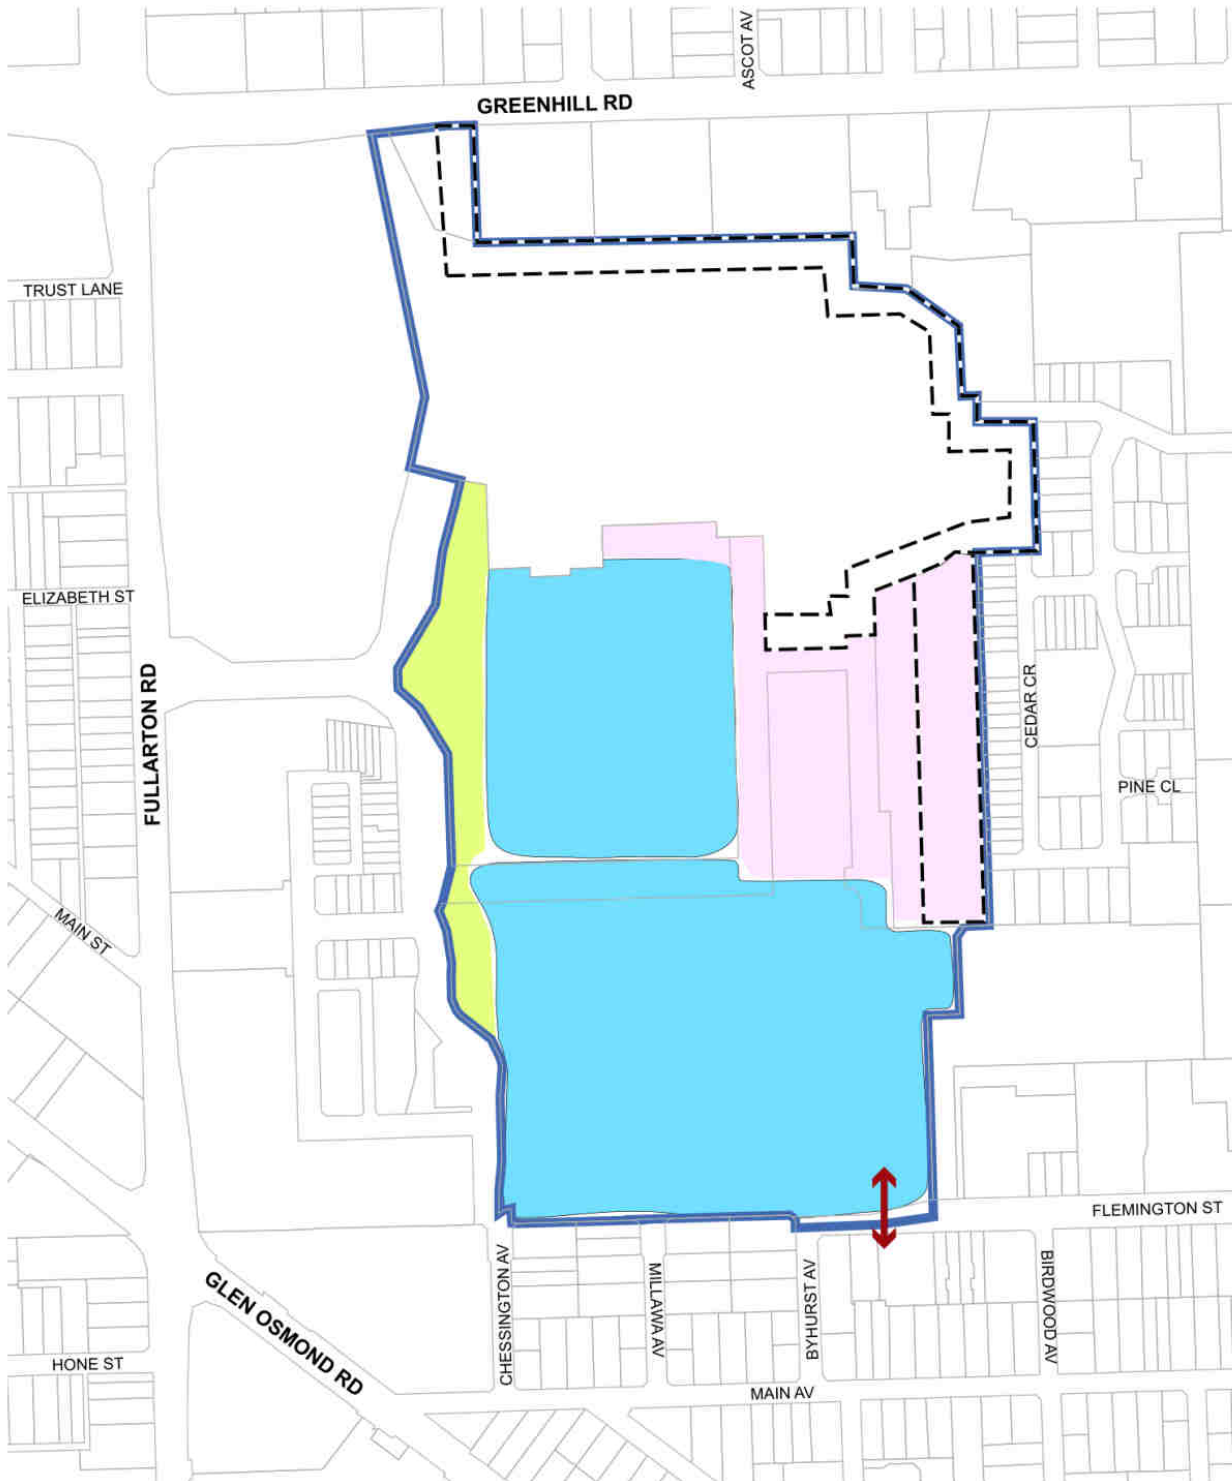 ASCOT AV
GREENHILL RD
TRUST LANE
ELIZABETH ST
FULLARTON RD
CEDAR CR
PINE CL
MAIN ST
FLEMINGTON ST
CHESSINGTON AV
MILLAWA AV
BYHURST AV
BIRDWOOD AV
GLEN OSMOND RD
HONE ST
MAIN AV